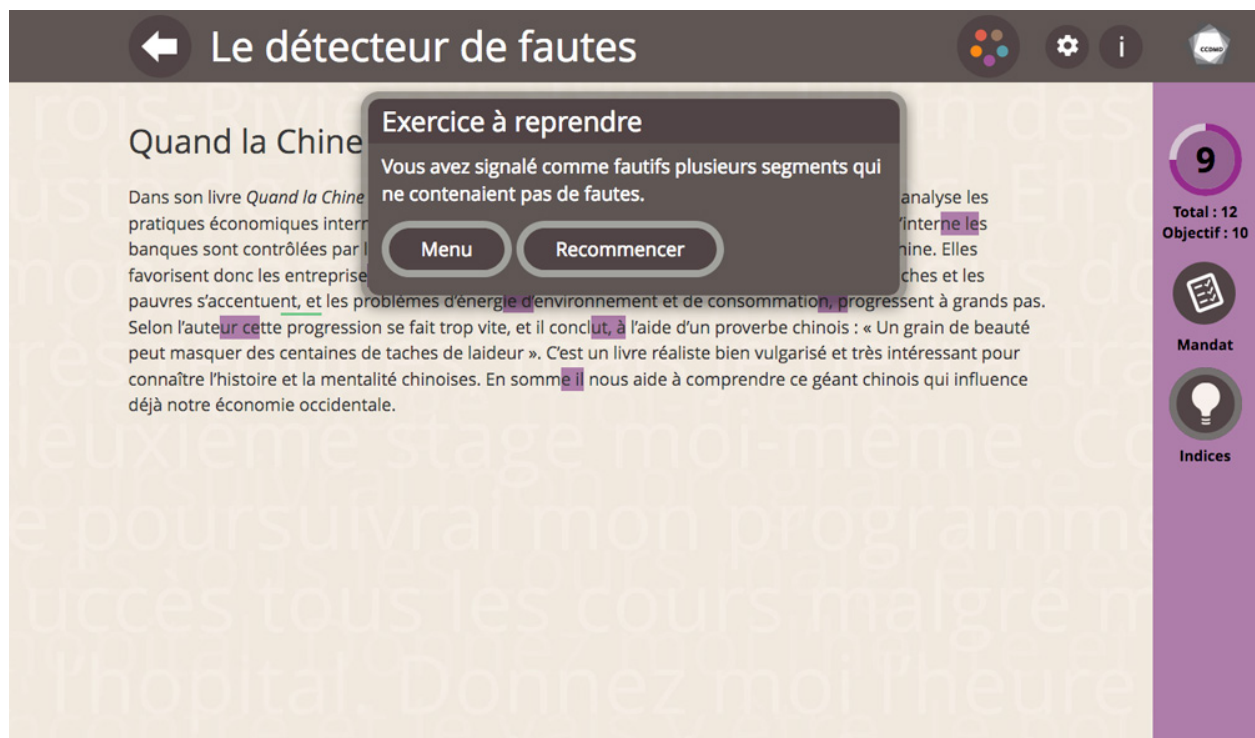 Le détecteur de fautes
i
CCDMD
Exercice à reprendre
Vous avez signalé comme fautifs plusieurs segments qui
ne contenaient pas de fautes.
Menu
Recommencer
Quand la Chine
Dans son livre Quand la Chine analyse les
pratiques économiques intern 'interne les
banques sont contrôlées par l hine. Elles
favorisent donc les entreprise ches et les
pauvres s'accentuent, et les problèmes d'énergie d'environnement et de consommation, progressent à grands pas.
Selon l'auteur cette progression se fait trop vite, et il conclut, à l'aide d'un proverbe chinois : « Un grain de beauté
peut masquer des centaines de taches de laideur ». C'est un livre réaliste bien vulgarisé et très intéressant pour
connaître l'histoire et la mentalité chinoises. En somme il nous aide à comprendre ce géant chinois qui influence
déjà notre économie occidentale.
9
Total : 12
Objectif : 10
Mandat
Indices
deuxième stage moi-même. Co
e poursuivrai mon programme
succès tous les cours malgré m
l'hopital. Donnez moi l'heure